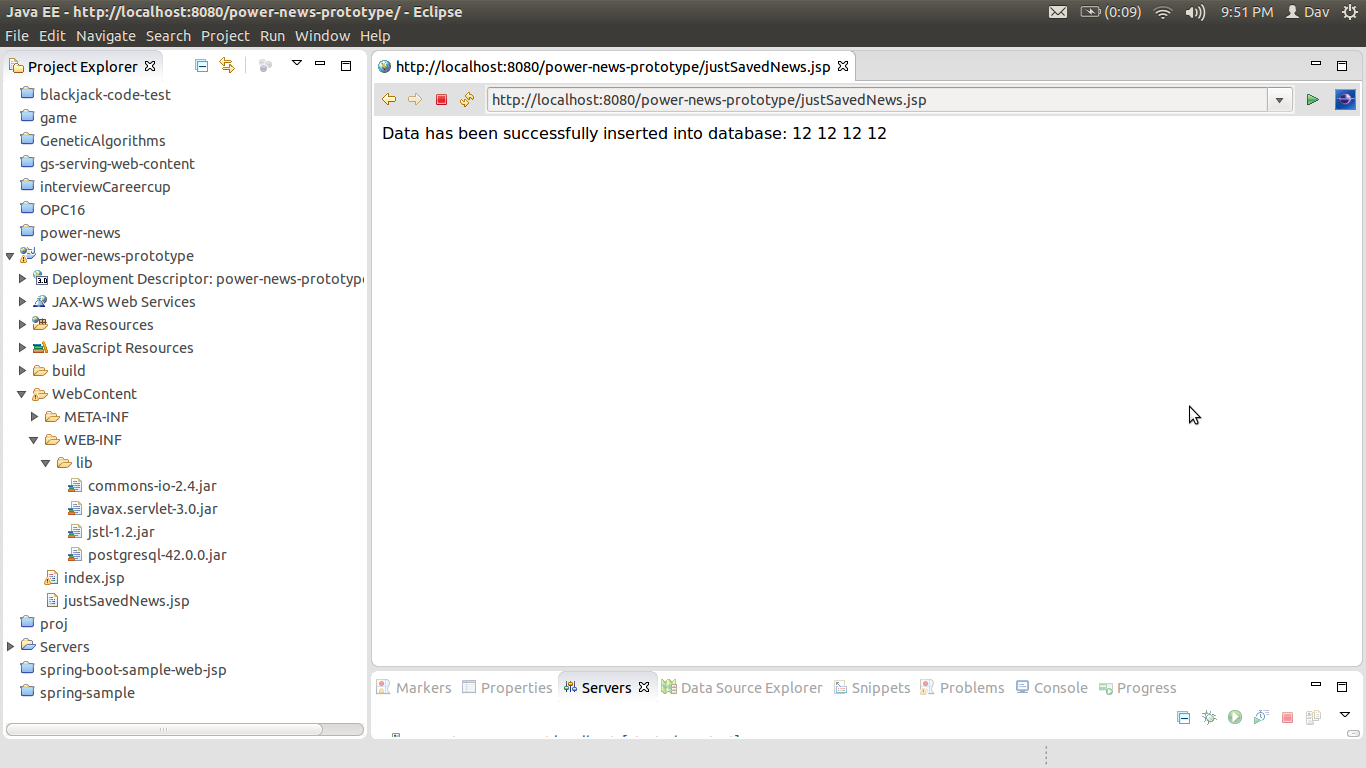 Java EE - http://localhost:8080/power-news-prototype/ - Eclipse
(0:09)
9:51 PM
Dav
File Edit Navigate Search Project Run Window Help
Project Explorer
blackjack-code-test
game
GeneticAlgorithms
gs-serving-web-content
interviewCareercup
OPC16
power-news
power-news-prototype
3.0
Deployment Descriptor: power-news-prototype
JAX-WS Web Services
Java Resources
JavaScript Resources
build
WebContent
META-INF
WEB-INF
lib
commons-io-2.4.jar
javax.servlet-3.0.jar
jstl-1.2.jar
postgresql-42.0.0.jar
index.jsp
justSavedNews.jsp
proj
Servers
spring-boot-sample-web-jsp
spring-sample
http://localhost:8080/power-news-prototype/justSavedNews.jsp
http://localhost:8080/power-news-prototype/justSavedNews.jsp
Data has been successfully inserted into database: 12 12 12 12
Markers Properties Servers Data Source Explorer Snippets Problems Console Progress